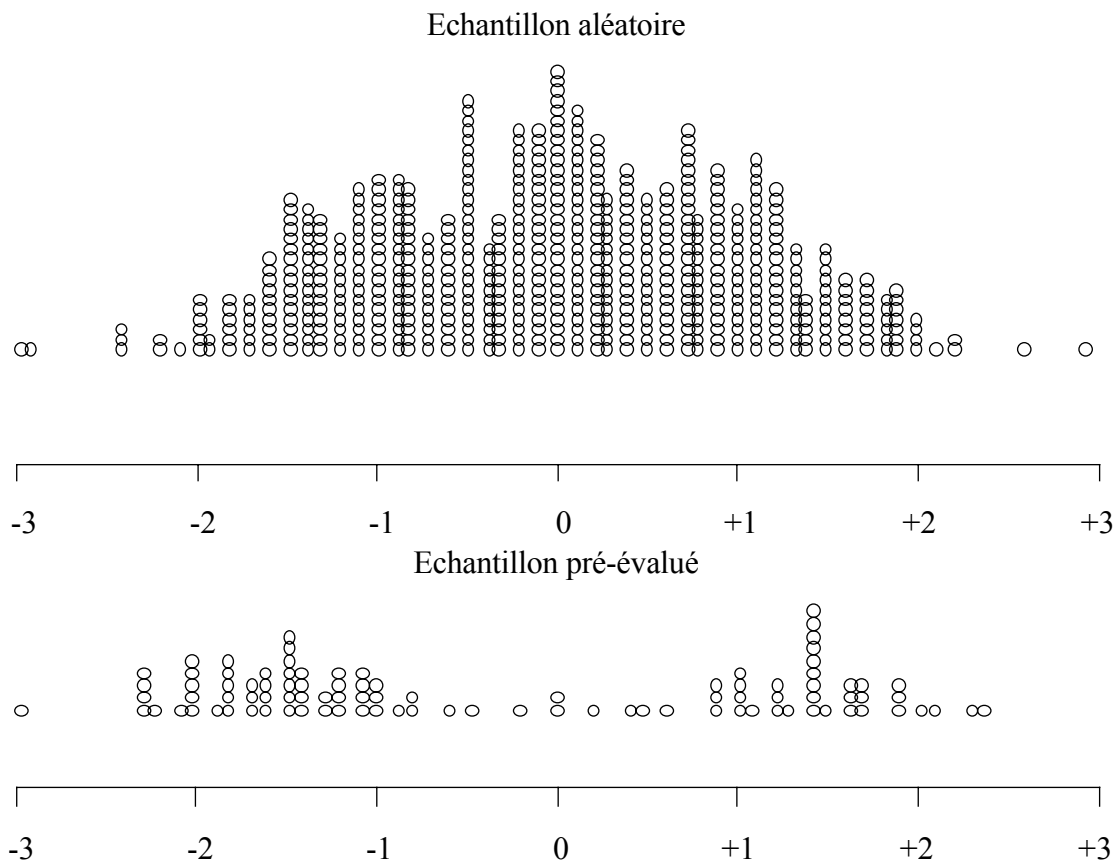 Echantillon aléatoire
-3 -2 -1 0 +1 +2 +3
Echantillon pré-évalué
-3 -2 -1 0 +1 +2 +3